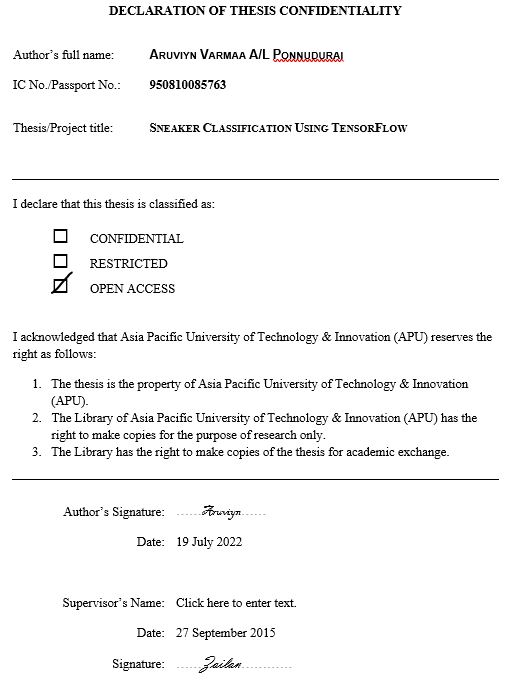 DECLARATION OF THESIS CONFIDENTIALITY
Author's full name: ARUVIYN VARMAA A/L PONNUDURAI
IC No./Passport No.: 950810085763
Thesis/Project title: SNEAKER CLASSIFICATION USING TENSORFLOW
I declare that this thesis is classified as:
CONFIDENTIAL
RESTRICTED
OPEN ACCESS
I acknowledged that Asia Pacific University of Technology & Innovation (APU) reserves the
right as follows:
1. The thesis is the property of Asia Pacific University of Technology & Innovation
(APU).
2. The Library of Asia Pacific University of Technology & Innovation (APU) has the
right to make copies for the purpose of research only.
3. The Library has the right to make copies of the thesis for academic exchange.
Author's Signature: Aruviyn
Date: 19 July 2022
Supervisor's Name: Click here to enter text.
Date: 27 September 2015
Signature: Zailan